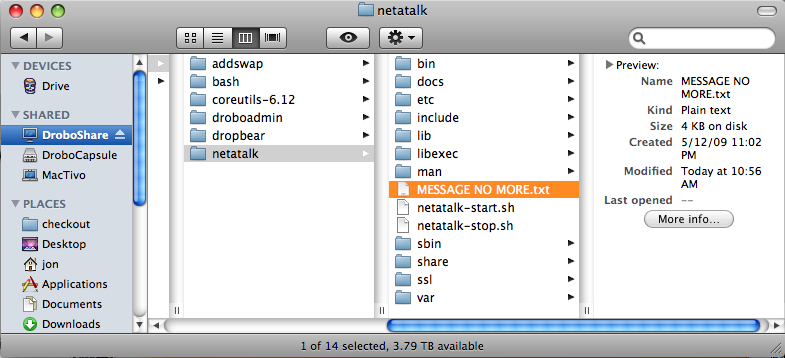 netatalk
DEVICES
Drive
SHARED
DroboShare
DroboCapsule
MacTivo
PLACES
checkout
Desktop
jon
Applications
Documents
Downloads
addswap
bash
coreutils-6.12
droboadmin
dropbear
netatalk
bin
docs
etc
include
lib
libexec
man
MESSAGE NO MORE.txt
netatalk-start.sh
netatalk-stop.sh
sbin
share
ssl
var
Preview:
Name MESSAGE NO
MORE.txt
Kind Plain text
Size 4 KB on disk
Created 5/12/09 11:02
PM
Modified Today at 10:56
AM
Last opened --
More info...
1 of 14 selected, 3.79 TB available